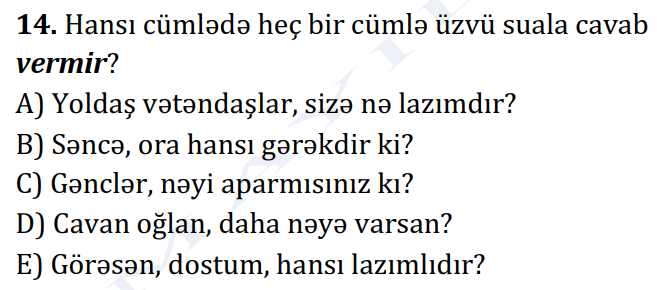 14. Hansı cümlədə heç bir cümlə üzvü suala cavab
vermir?
A) Yoldaş vətəndaşlar, sizə nə lazımdır?
B) Səncə, ora hansı gərəkdir ki?
C) Gənclər, nəyi aparmısınız kı?
D) Cavan oğlan, daha nəyə varsan?
E) Görəsən, dostum, hansı lazımlıdır?